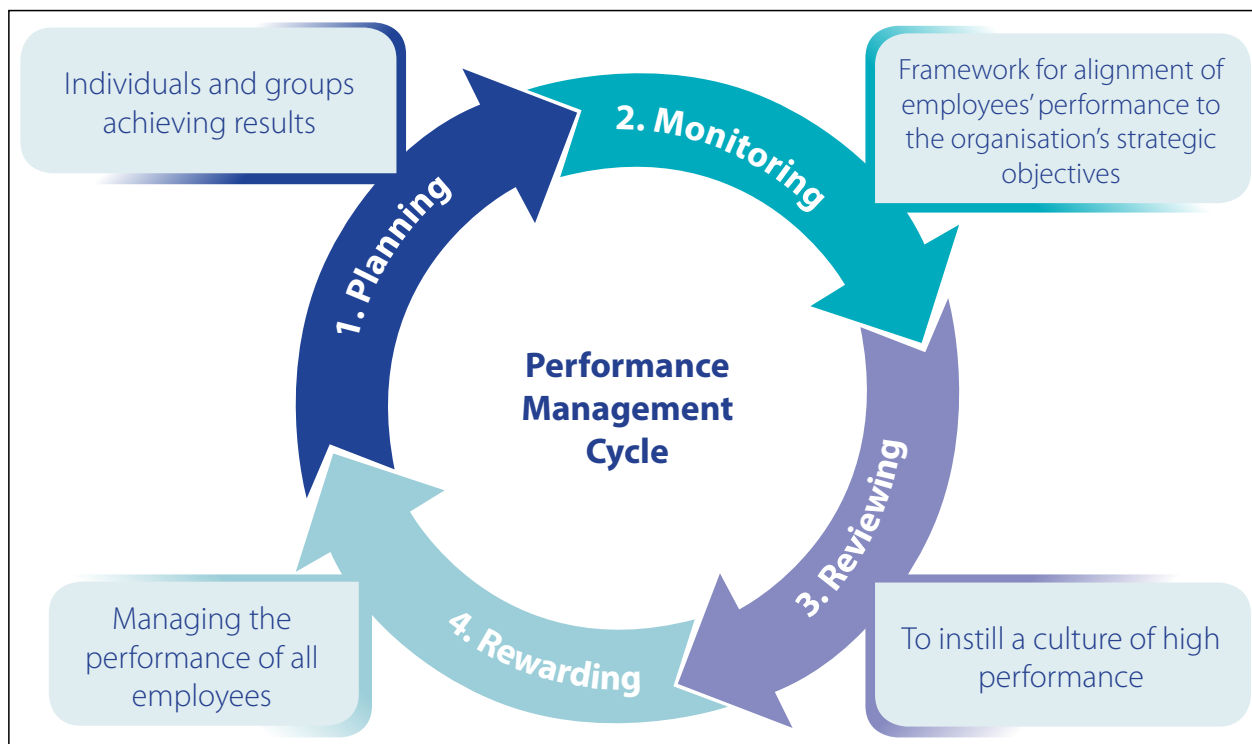 Individuals and groups
achieving results
1. Planning
2. Monitoring
Framework for alignment of
employees’ performance to
the organisation’s strategic
objectives
Performance
Management
Cycle
3. Reviewing
To instill a culture of high
performance
4. Rewarding
Managing the
performance of all
employees